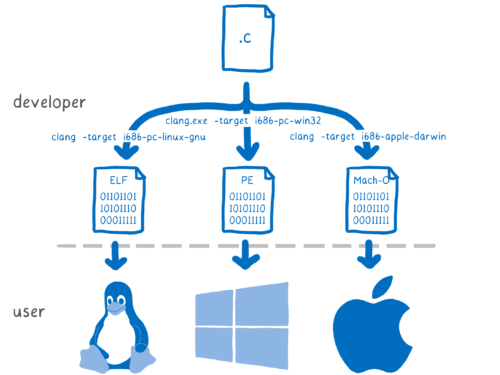 .C
developer
clang.exe -target i686-pc-win32
clang -target i686-pc-linux-gnu
clang -target i686-apple-darwin
ELF
01101101
10101110
00011111
PE
01101101
10101110
00011111
Mach-O
01101101
10101110
00011111
user